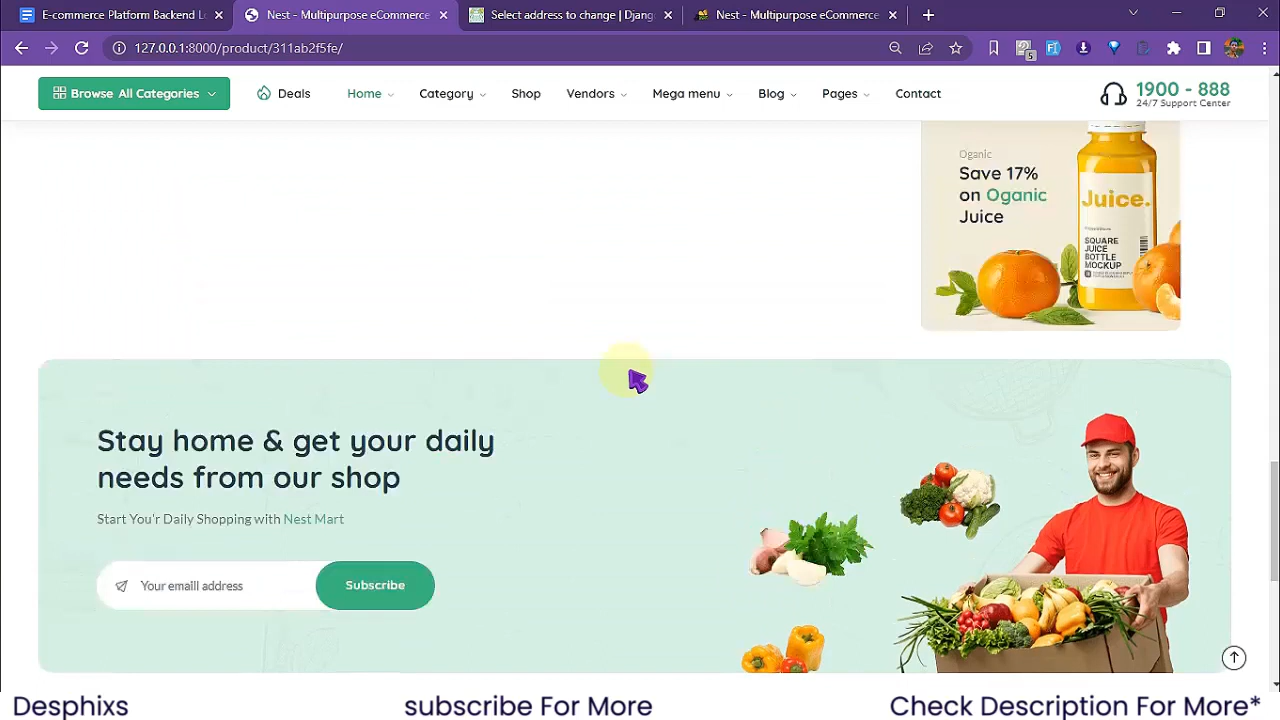 E-commerce Platform Backend Lo
Nest - Multipurpose eCommerce
Select address to change | Djang
Nest - Multipurpose eCommerce
127.0.0.1:8000/product/311ab2f5fe/
5
Browse All Categories
Deals
Home
Category
Shop
Vendors
Mega menu
Blog
Pages
Contact
1900 - 888
24/7 Support Center
Organic
Save 17%
on Oganic
Juice
Juice.
SQUARE
JUICE
BOTTLE
MOCKUP
Stay home & get your daily
needs from our shop
Start You'r Daily Shopping with Nest Mart
Your emaill address
Subscribe
Desphixs
subscribe For More
Check Description For More*